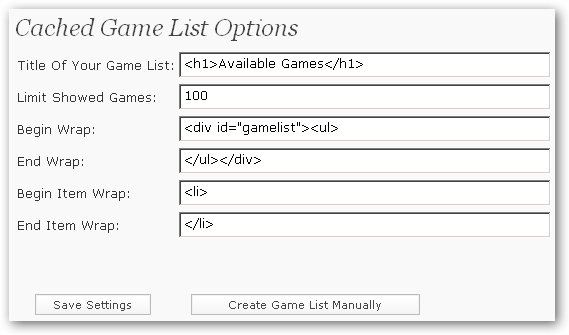 Cached Game List Options
Title Of Your Game List: <h1>Available Games</h1>
Limit Showed Games: 100
Begin Wrap: <div id="gamelist"><ul>
End Wrap: </ul></div>
Begin Item Wrap: <li>
End Item Wrap: </li>
Save Settings Create Game List Manually